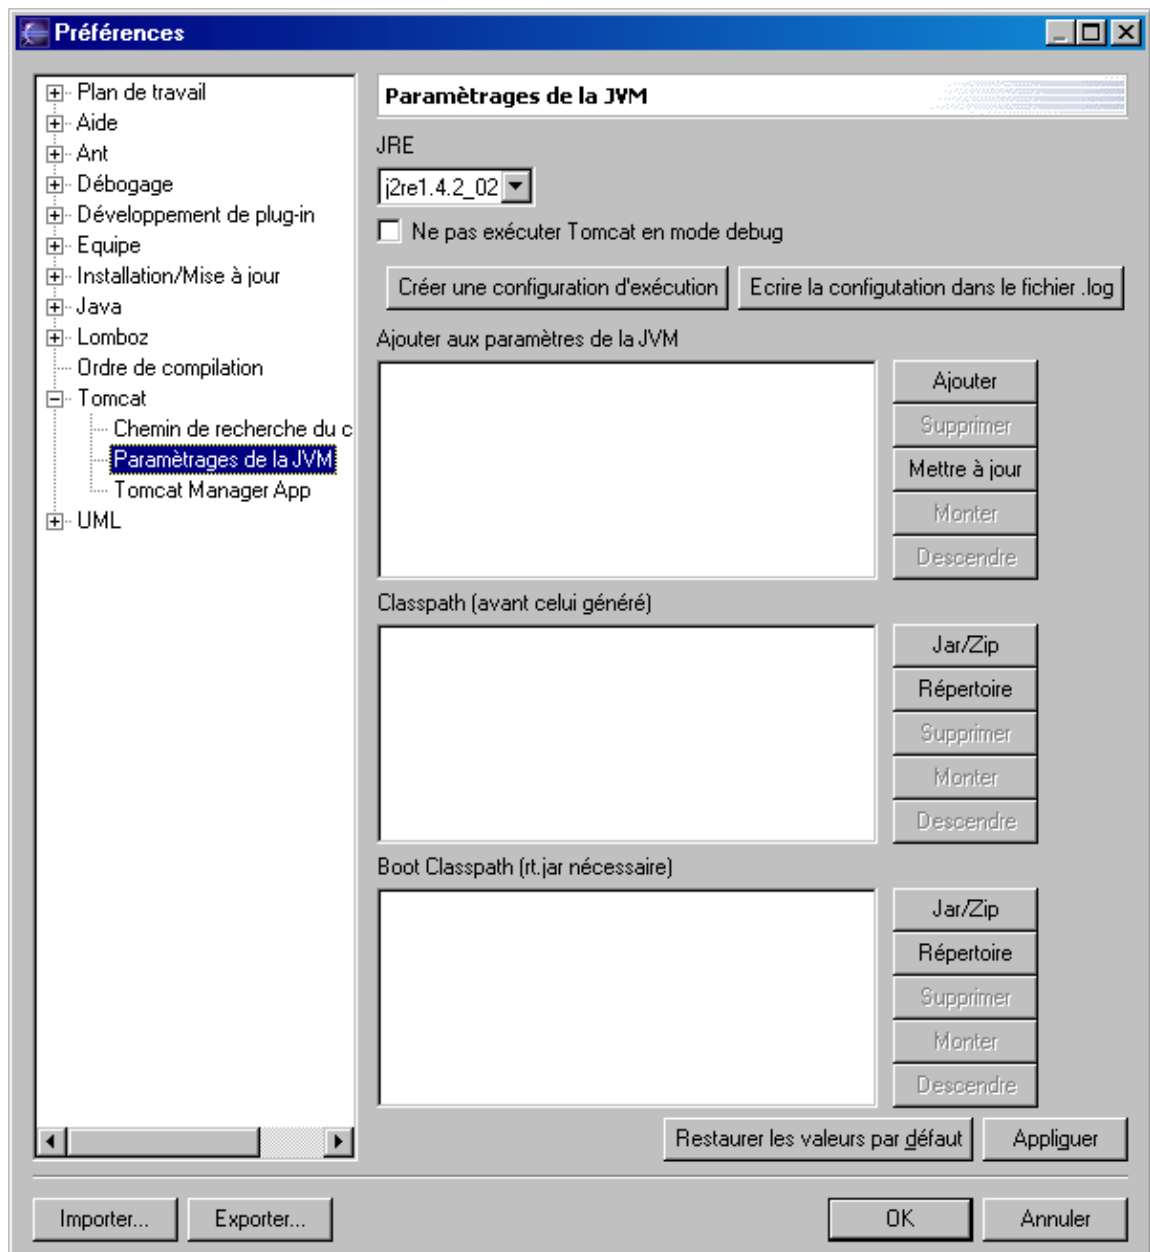 Préférences
Plan de travail
Aide
Ant
Débogage
Développement de plug-in
Equipe
Installation/Mise à jour
Java
Lomboz
Ordre de compilation
Tomcat
Chemin de recherche du c
Paramètrages de la JVM
Tomcat Manager App
UML
Paramètrages de la JVM
JRE
j2re1.4.2_02
Ne pas exécuter Tomcat en mode debug
Créer une configuration d'exécution
Ecrire la configutation dans le fichier .log
Ajouter aux paramètres de la JVM
Ajouter
Supprimer
Mettre à jour
Monter
Descendre
Classpath (avant celui généré)
Jar/Zip
Répertoire
Supprimer
Monter
Descendre
Boot Classpath (rt.jar nécessaire)
Jar/Zip
Répertoire
Supprimer
Monter
Descendre
Restaurer les valeurs par défaut
Appliquer
Importer...
Exporter...
OK
Annuler